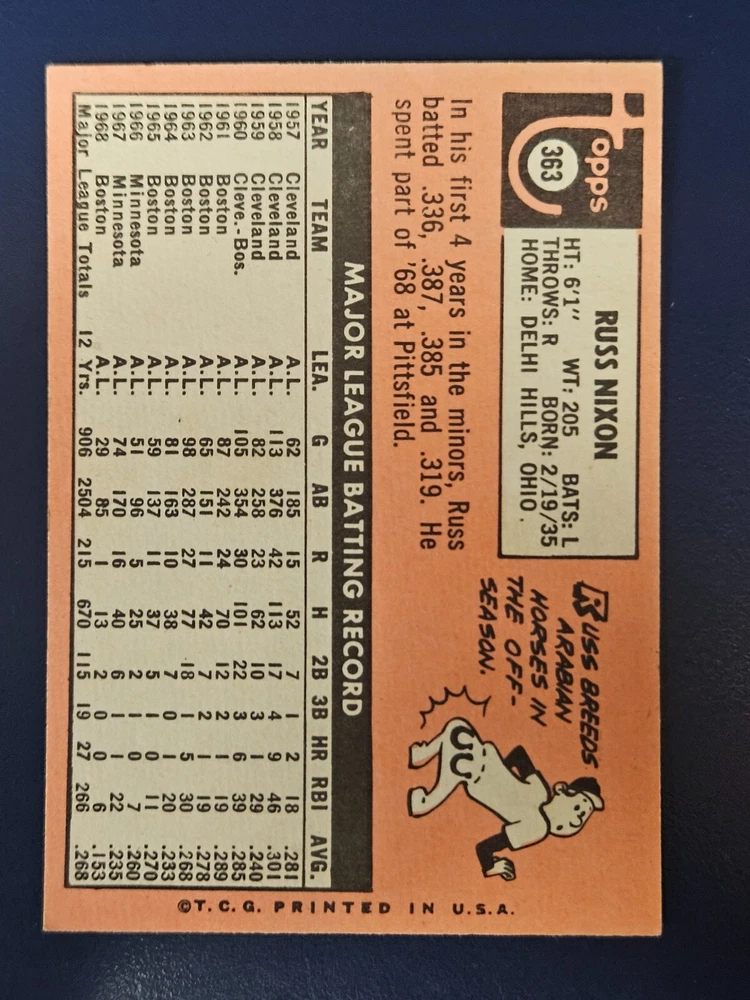 Topps
363
RUSS NIXON
HT: 6'1" WT: 205 BATS: L
THROWS: R BORN: 2/19/35
HOME: DELHI HILLS, OHIO.
In his first 4 years in the minors, Russ
batted .336, .387, .385 and .319. He
spent part of '68 at Pittsfield.
RUSS BREEDS
ARABIAN
HORSES IN
THE OFF-
SEASON.
MAJOR LEAGUE BATTING RECORD
YEAR TEAM LEA. G AB R H 2B 3B HR RBI AVG.
1957 Cleveland A.L. 62 185 15 52 7 1 2 18 .281
1958 Cleveland A.L. 113 376 42 113 17 4 9 46 .301
1959 Cleveland A.L. 82 258 23 62 10 3 1 29 .240
1960 Cleve.-Bos. A.L. 105 354 30 101 22 3 6 39 .285
1961 Boston A.L. 87 242 24 70 12 2 1 19 .289
1962 Boston A.L. 65 151 11 42 7 2 1 19 .278
1963 Boston A.L. 98 287 27 77 18 1 5 30 .268
1964 Boston A.L. 81 163 10 38 7 0 1 20 .233
1965 Boston A.L. 59 137 11 37 5 1 0 11 .270
1966 Minnesota A.L. 51 96 5 25 2 1 0 7 .260
1967 Minnesota A.L. 74 170 16 40 6 1 1 22 .235
1968 Boston A.L. 29 85 1 13 2 0 0 6 .153
Major League Totals 12 Yrs. 906 2504 215 670 115 19 27 266 .268
©T.C.G. PRINTED IN U.S.A.